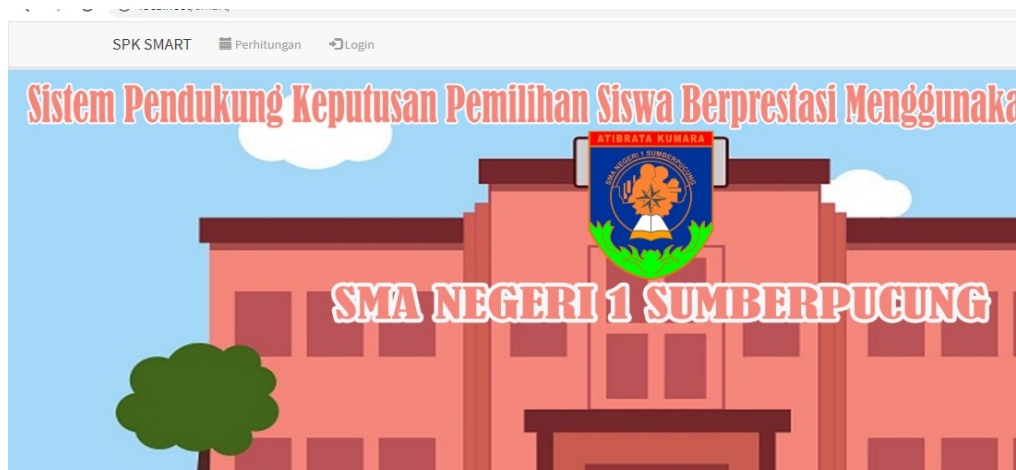 SPK SMART Perhitungan Login
Sistem Pendukung Keputusan Pemilihan Siswa Berprestasi Menggunaka
ATIBRATA KUMARA
SMA NEGERI 1 SUMBERPUCUNG
SMA NEGERI 1 SUMBERPUCUNG